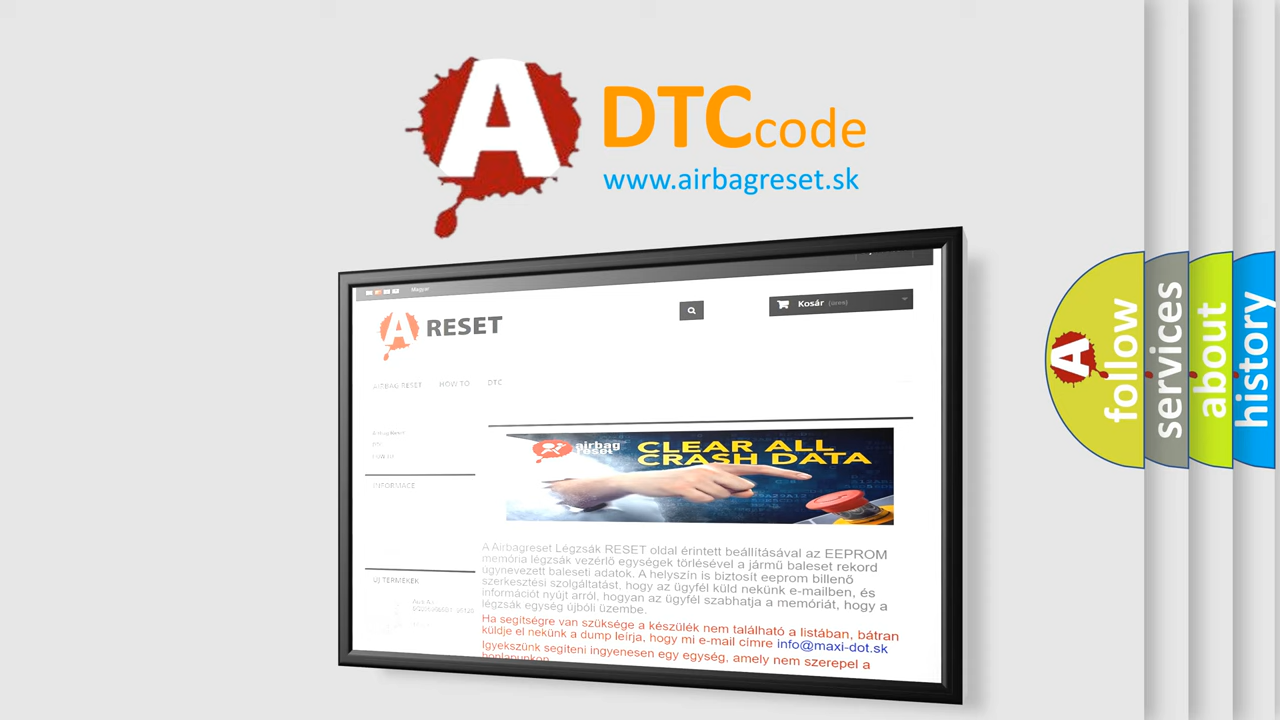 A
DTCcode
www.airbagreset.sk
Magyar
A RESET
Kosár (üres)
AIRBAG RESET HOW TO DTC
INFORMACE
airbag
reset
CLEAR ALL
CRASH DATA
A Airbagreset Légzsák RESET oldal érintett beállításával az EEPROM
memória légzsák vezérlő egységek törlésével a jármű baleset rekord
úgynevezett baleseti adatok. A helyszín is biztosít eeprom billenő
szerkesztési szolgáltatást, hogy az ügyfél küld nekünk e-mailben, és
információt nyújt arról, hogyan az ügyfél szabhatja a memóriát, hogy a
légzsák egység újbóli üzembe.
Ha segítségre van szüksége a készülék nem található a listában, bátran
küldje el nekünk a dump leírja, hogy mi e-mail címre info@maxi-dot.sk
Igyekszünk segíteni ingyenesen egy egység, amely nem szerepel a
honlapunkon
ÚJ TERMÉKEK
A
follow
services
about
history